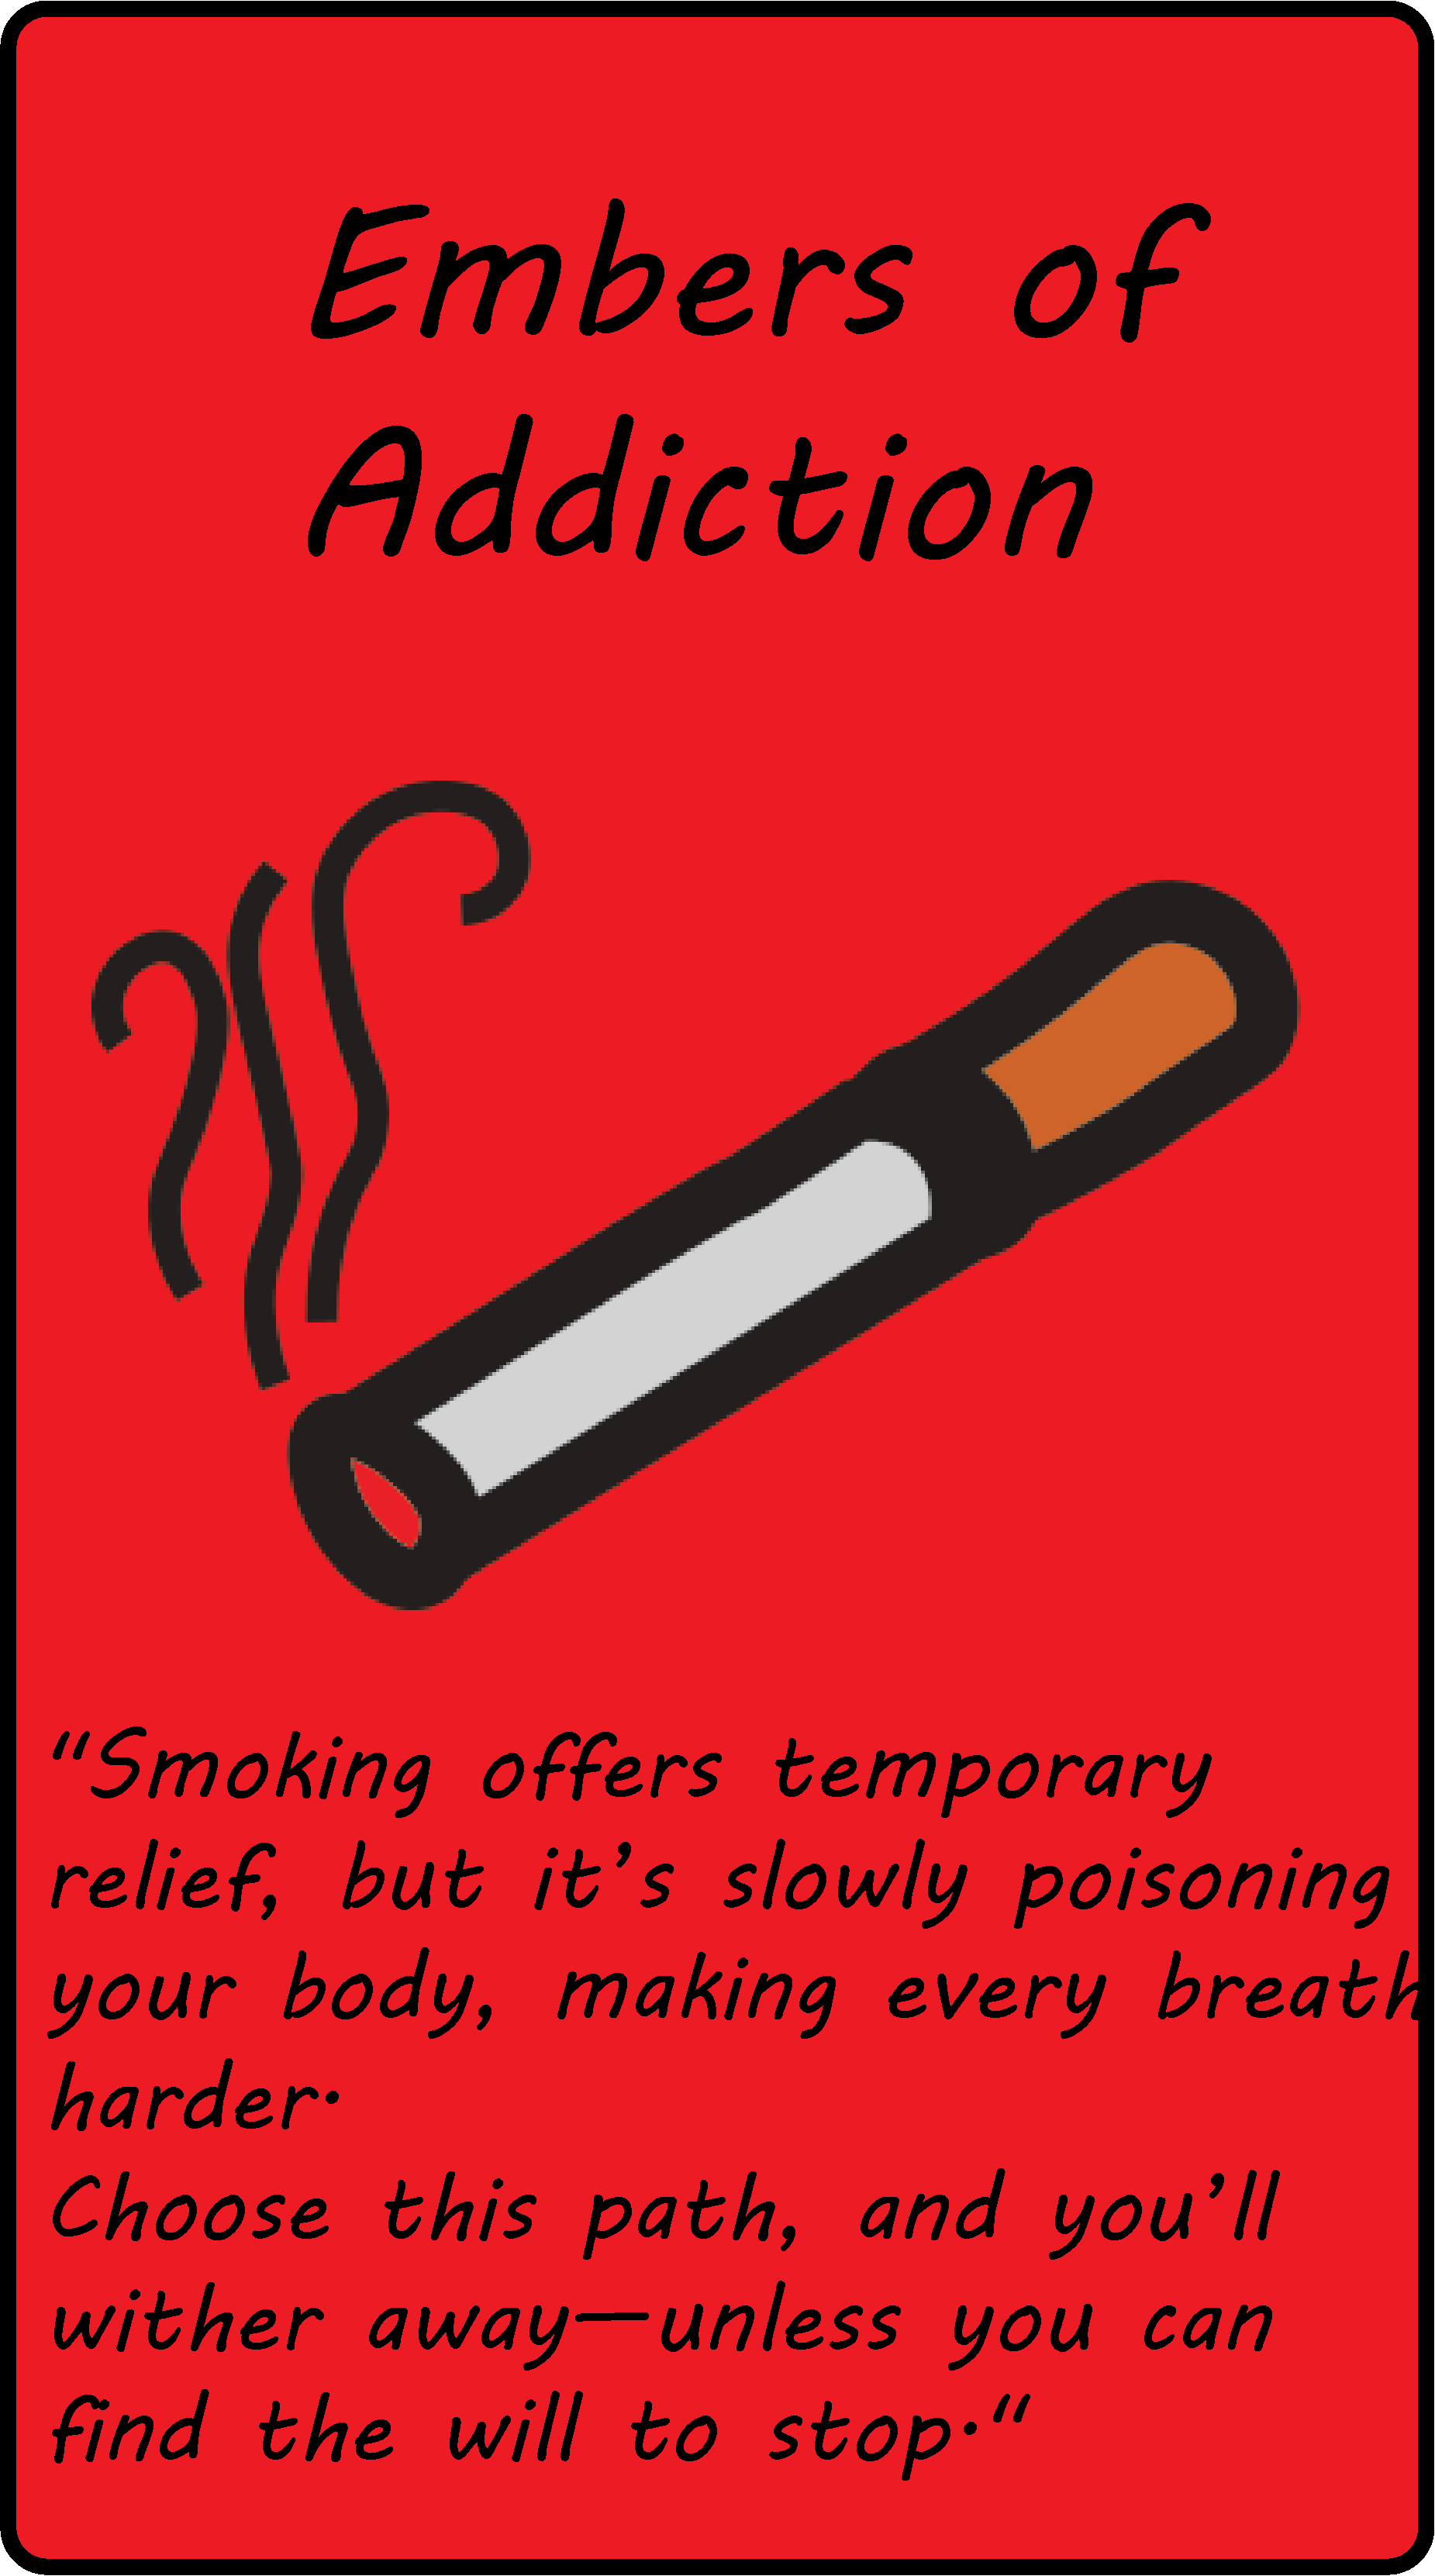 Embers of
Addiction
“Smoking offers temporary
relief, but it’s slowly poisoning
your body, making every breath
harder.
Choose this path, and you’ll
wither away—unless you can
find the will to stop.“